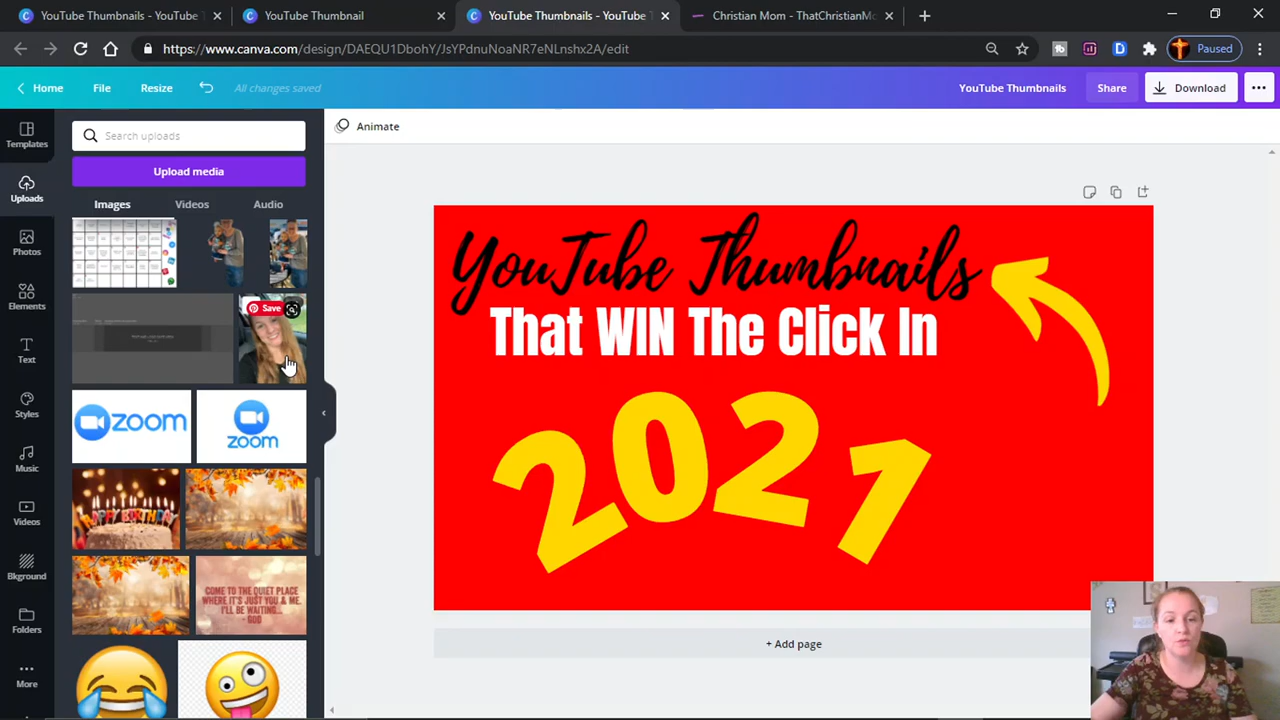 YouTube Thumbnails - YouTube T
YouTube Thumbnail
YouTube Thumbnails - YouTube T
Christian Mom - ThatChristianMo
https://www.canva.com/design/DAEQU1DbohY/JsYPdnuNoaNR7eNLnshx2A/edit
Paused
Home
File
Resize
All changes saved
YouTube Thumbnails
Share
Download
Templates
Uploads
Photos
Elements
Text
Styles
Music
Videos
Bkground
Folders
More
Search uploads
Upload media
Images
Videos
Audio
Save
zoom
zoom
HAPPY BIRTHDAY
COME TO THE QUIET PLACE
WHERE IT'S JUST YOU & ME.
I'LL BE WAITING...
- GOD
Animate
YouTube Thumbnails
That WIN The Click In
2021
+ Add page